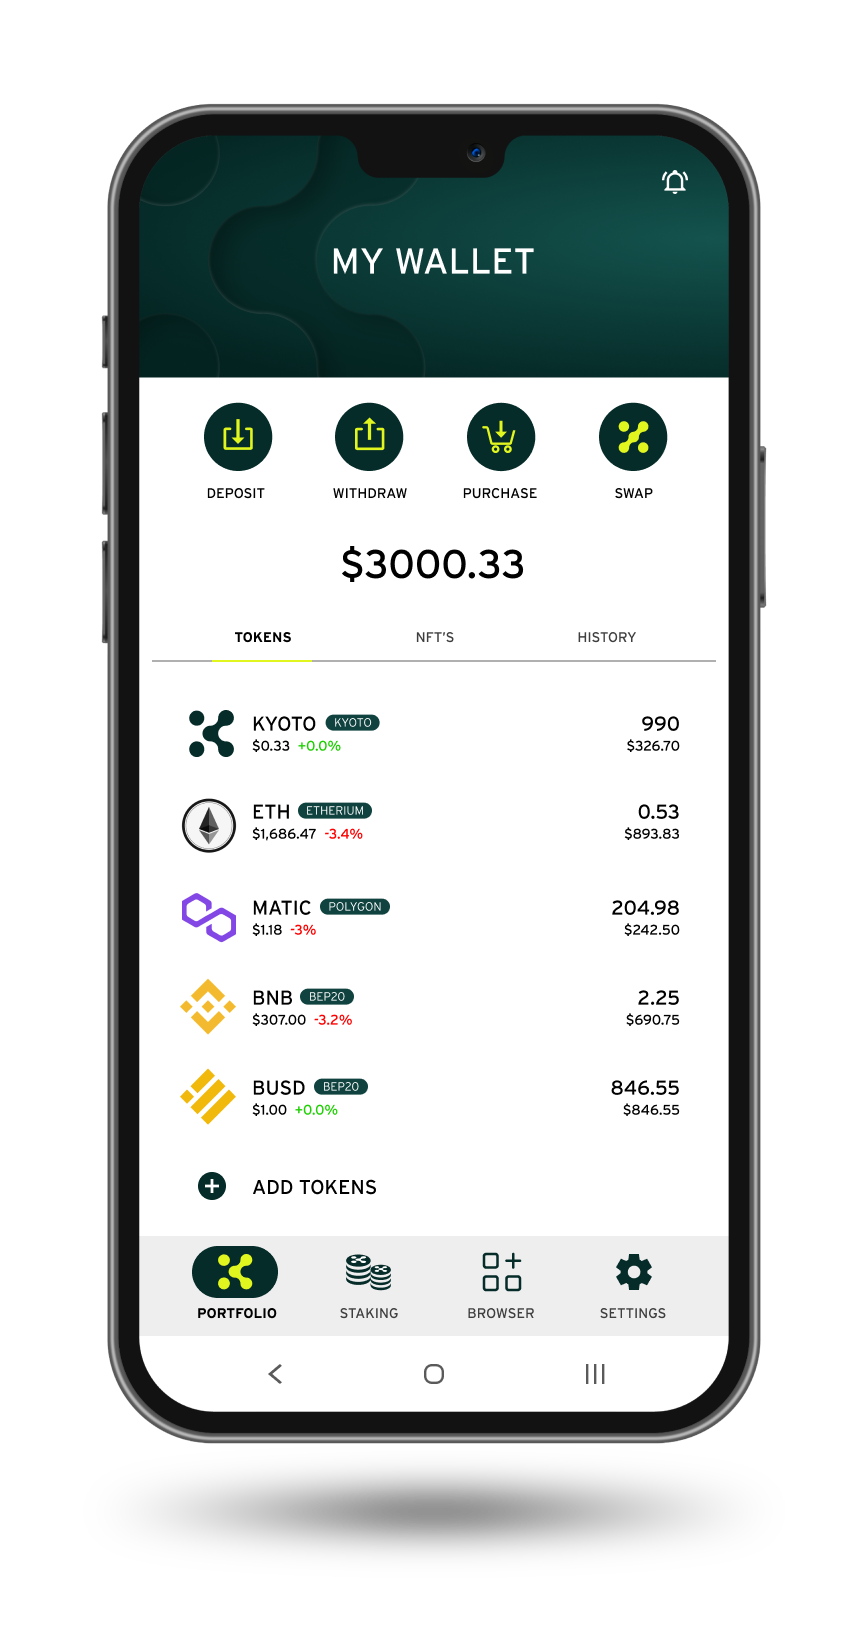 MY WALLET
DEPOSIT WITHDRAW PURCHASE SWAP
$3000.33
TOKENS NFT'S HISTORY
KYOTO KYOTO 990
$0.33 +0.0% $326.70
ETH ETHERIUM 0.53
$1,686.47 -3.4% $893.83
MATIC POLYGON 204.98
$1.18 -3% $242.50
BNB BEP20 2.25
$307.00 -3.2% $690.75
BUSD BEP20 846.55
$1.00 +0.0% $846.55
ADD TOKENS
PORTFOLIO STAKING BROWSER SETTINGS